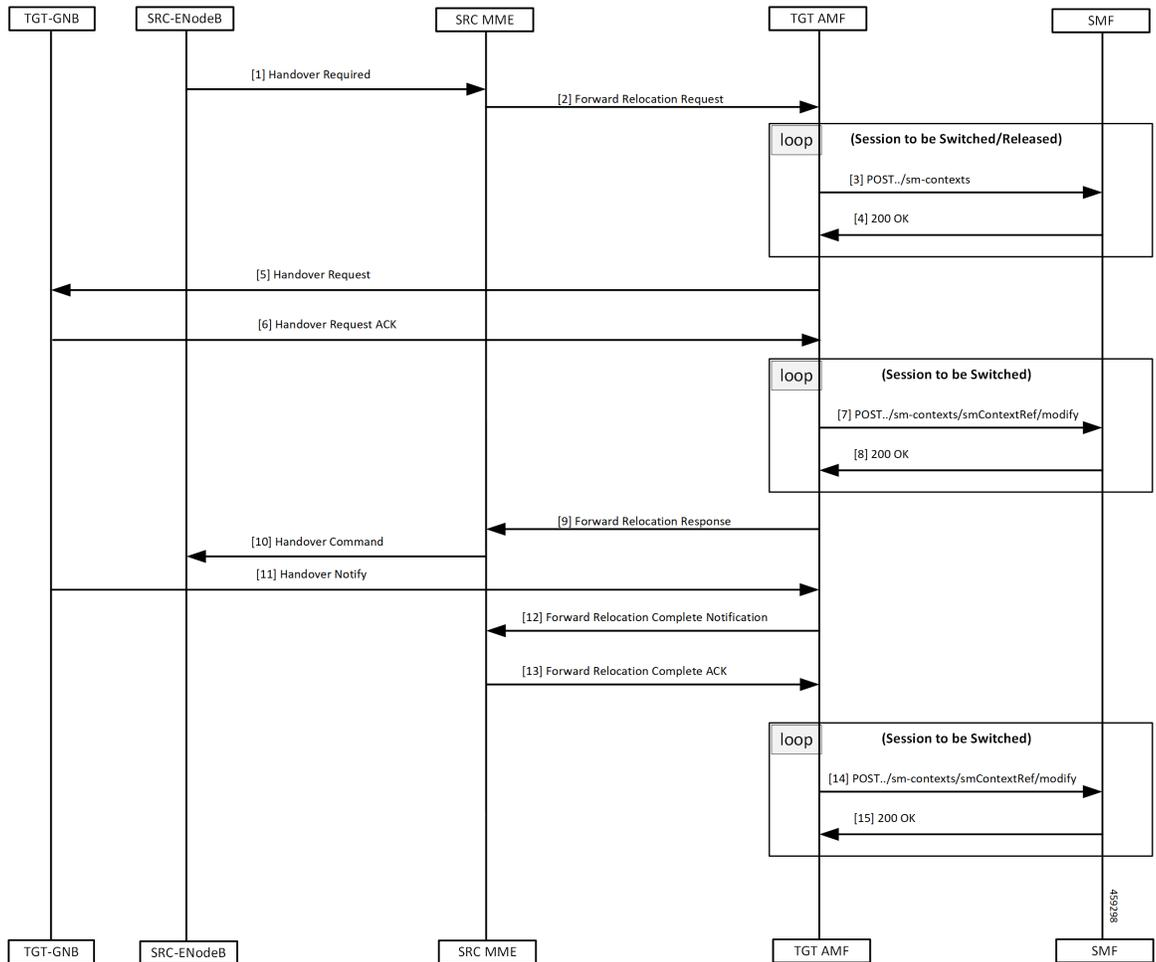 TGT-GNB
SRC-ENodeB
SRC MME
TGT AMF
SMF
[1] Handover Required
[2] Forward Relocation Request
loop
(Session to be Switched/Released)
[3] POST../sm-contexts
[4] 200 OK
[5] Handover Request
[6] Handover Request ACK
loop
(Session to be Switched)
[7] POST../sm-contexts/smContextRef/modify
[8] 200 OK
[9] Forward Relocation Response
[10] Handover Command
[11] Handover Notify
[12] Forward Relocation Complete Notification
[13] Forward Relocation Complete ACK
loop
(Session to be Switched)
[14] POST../sm-contexts/smContextRef/modify
[15] 200 OK
459298
TGT-GNB
SRC-ENodeB
SRC MME
TGT AMF
SMF